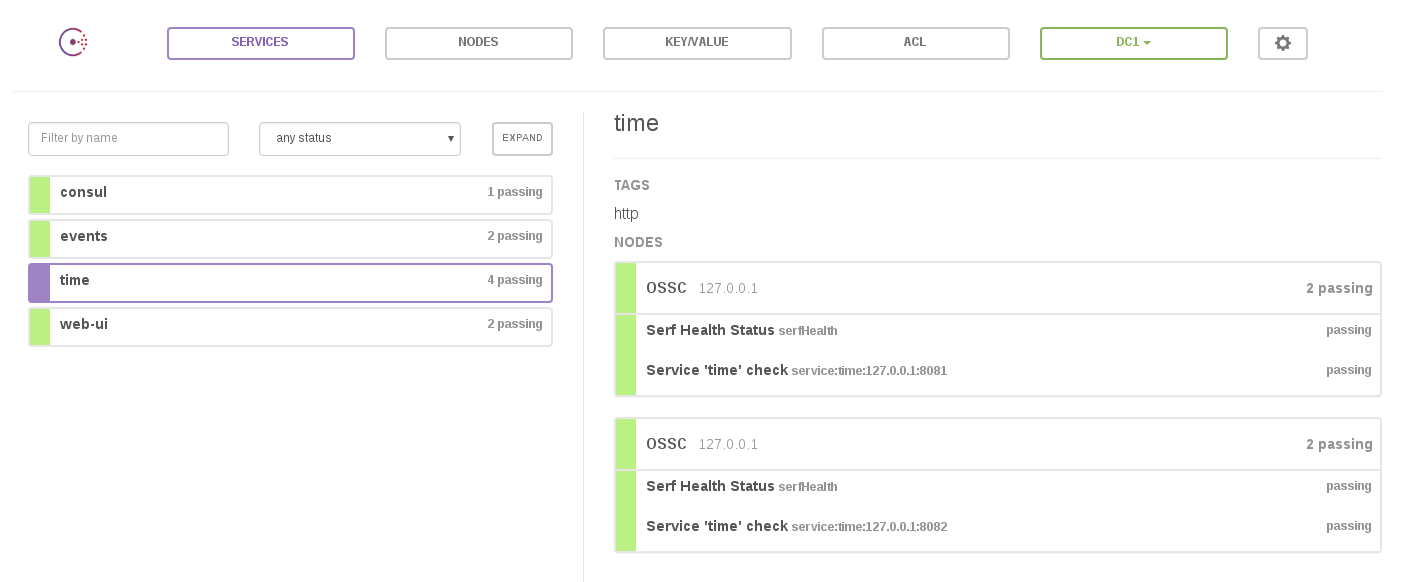 SERVICES NODES KEY/VALUE ACL DC1
Filter by name any status EXPAND
consul 1 passing
events 2 passing
time 4 passing
web-ui 2 passing
time
TAGS
http
NODES
OSSC 127.0.0.1 2 passing
Serf Health Status serfHealth passing
Service 'time' check service:time:127.0.0.1:8081 passing
OSSC 127.0.0.1 2 passing
Serf Health Status serfHealth passing
Service 'time' check service:time:127.0.0.1:8082 passing